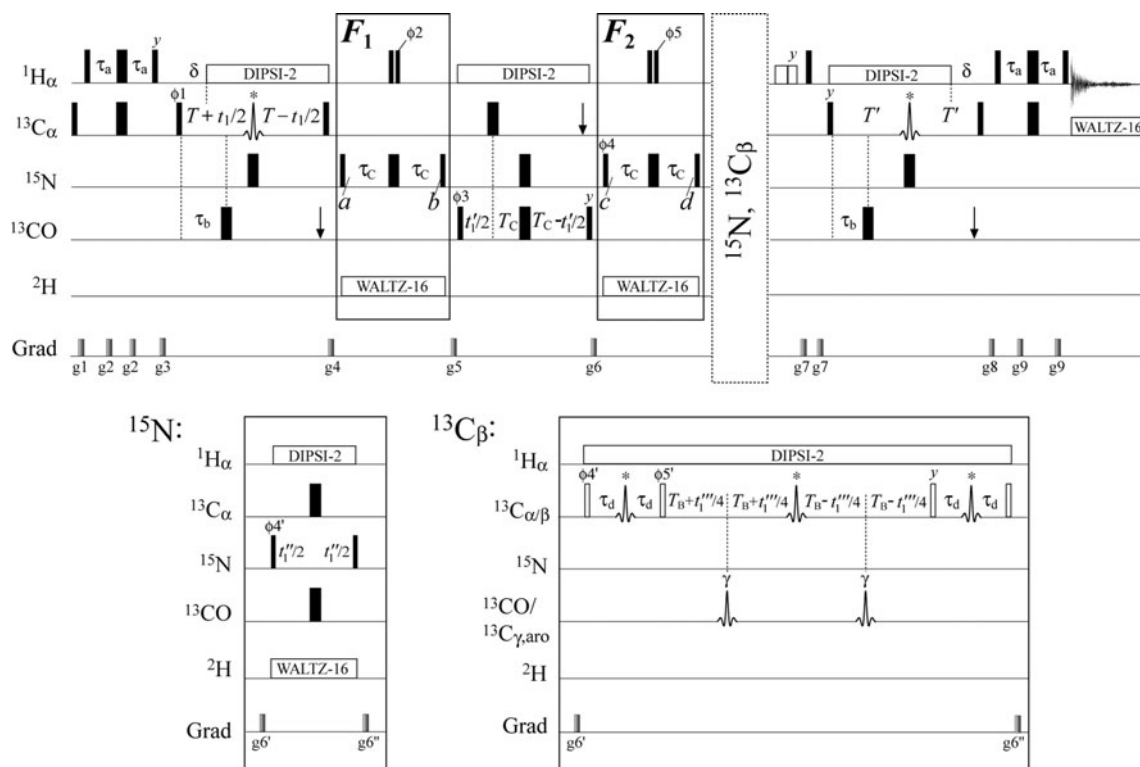 F₁ ϕ2 F₂ ϕ5
¹Hα τa τa y δ DIPSI-2 DIPSI-2 y DIPSI-2 δ τa τa
¹³Cα ϕ1 T + t₁/2 * T − t₁/2 y T′ * T′ WALTZ-16
¹⁵N τC τC ϕ4 τC τC
a b c d
¹³CO τb ϕ3 t₁′/2 TC TC−t₁′/2 y τb
¹⁵N, ¹³Cβ
²H WALTZ-16 WALTZ-16
Grad
g1 g2 g2 g3 g4 g5 g6 g7 g7 g8 g9 g9
¹⁵N:
¹Hα DIPSI-2
¹³Cα
ϕ4'
¹⁵N t₁″/2 t₁″/2
¹³CO
²H WALTZ-16
Grad
g6' g6"
¹³Cβ:
¹Hα DIPSI-2
ϕ4' * ϕ5' * y *
¹³Cα/β τd τd TB+t₁‴/4 TB+t₁‴/4 TB−t₁‴/4 TB−t₁‴/4 τd τd
¹⁵N
γ γ
¹³CO/
¹³Cγ,aro
²H
Grad
g6' g6"